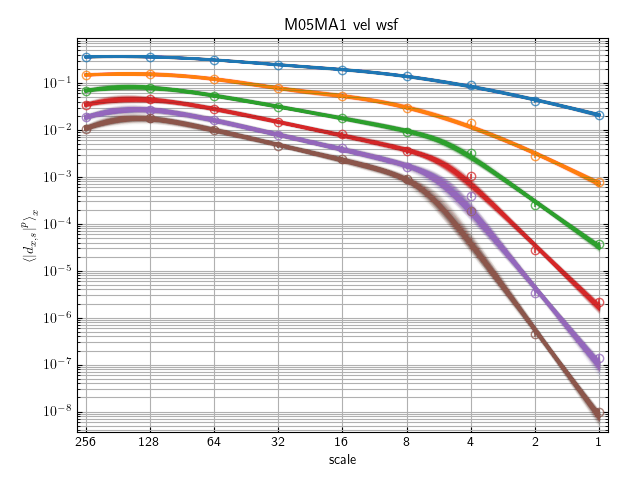 M05MA1 vel wsf
10⁻¹
10⁻²
10⁻³
10⁻⁴
10⁻⁵
10⁻⁶
10⁻⁷
10⁻⁸
⟨|d_{x,s}|^p⟩_x
256 128 64 32 16 8 4 2 1
scale